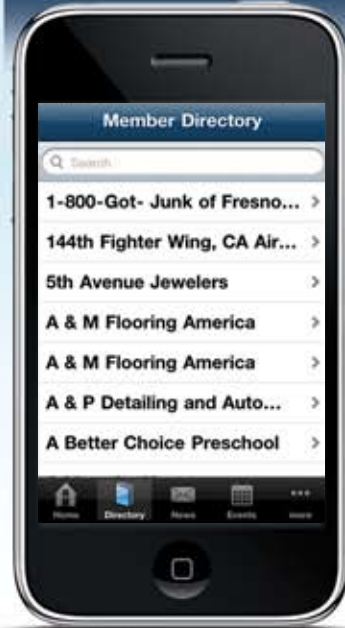 Member Directory
Search
1-800-Got- Junk of Fresno...
144th Fighter Wing, CA Air...
5th Avenue Jewelers
A & M Flooring America
A & M Flooring America
A & P Detailing and Auto...
A Better Choice Preschool
Home Directory News Events more